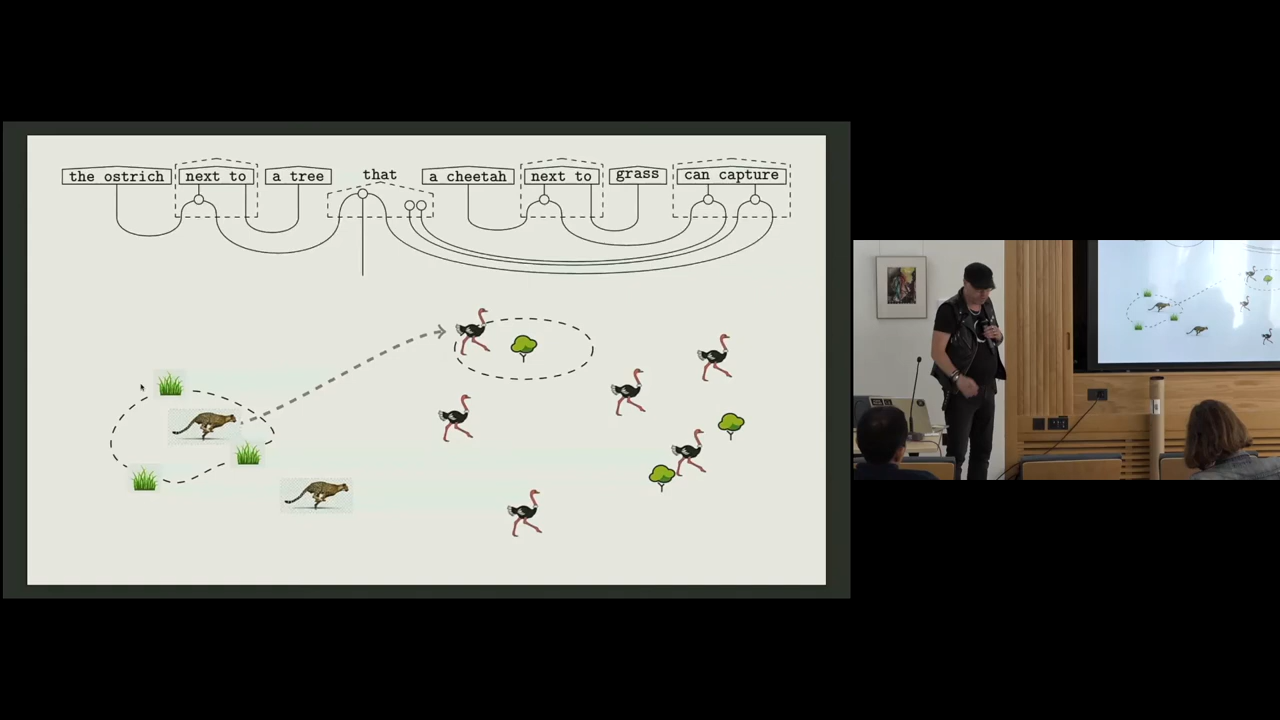 the ostrich next to a tree that a cheetah next to grass can capture